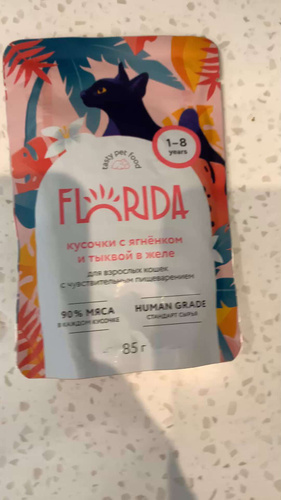 1–8
years
tasty pet food
FLORIDA
кусочки с ягнёнком
и тыквой в желе
для взрослых кошек
с чувствительным пищеварением
90% МЯСА
В КАЖДОМ КУСОЧКЕ
HUMAN GRADE
СТАНДАРТ СЫРЬЯ
85 г